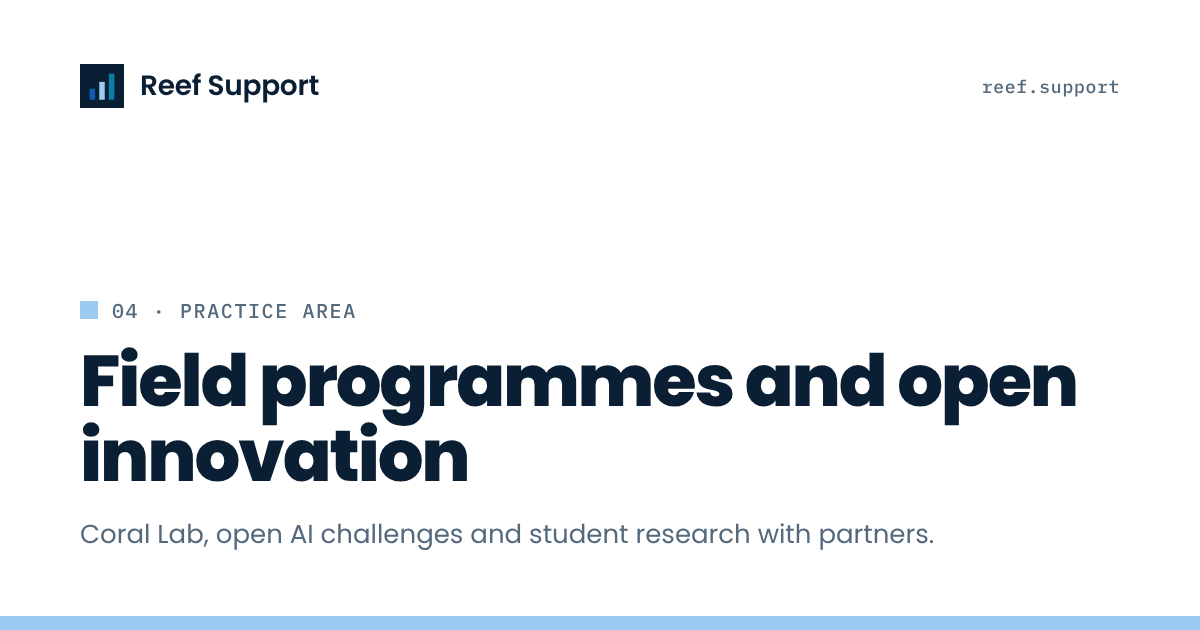 Reef Support
reef.support
04 · PRACTICE AREA
Field programmes and open
innovation
Coral Lab, open AI challenges and student research with partners.